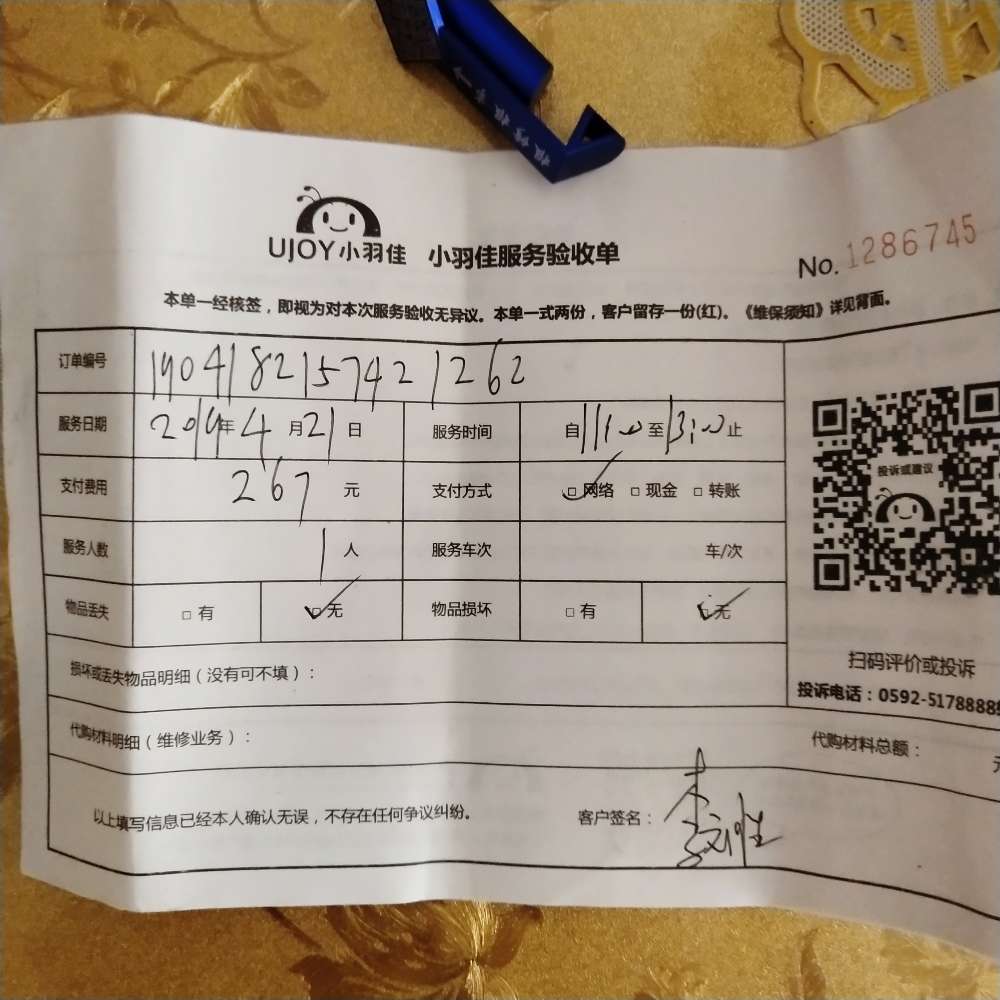 UJOY小羽佳 小羽佳服务验收单
No. 1286745
本单一经核签，即视为对本次服务验收无异议。本单一式两份，客户留存一份(红)。《维保须知》详见背面。
订单编号 1904182157421262
服务日期 2019年4月21日 服务时间 自11:00至13:00止
支付费用 267元 支付方式 □网络 □现金 □转账
服务人数 1人 服务车次 车/次
物品丢失 □有 □无 物品损坏 □有 □无
投诉或建议
扫码评价或投诉
投诉电话：0592-5178888
损坏或丢失物品明细（没有可不填）：
代购材料明细（维修业务）： 代购材料总额：
以上填写信息已经本人确认无误，不存在任何争议纠纷。 客户签名：李